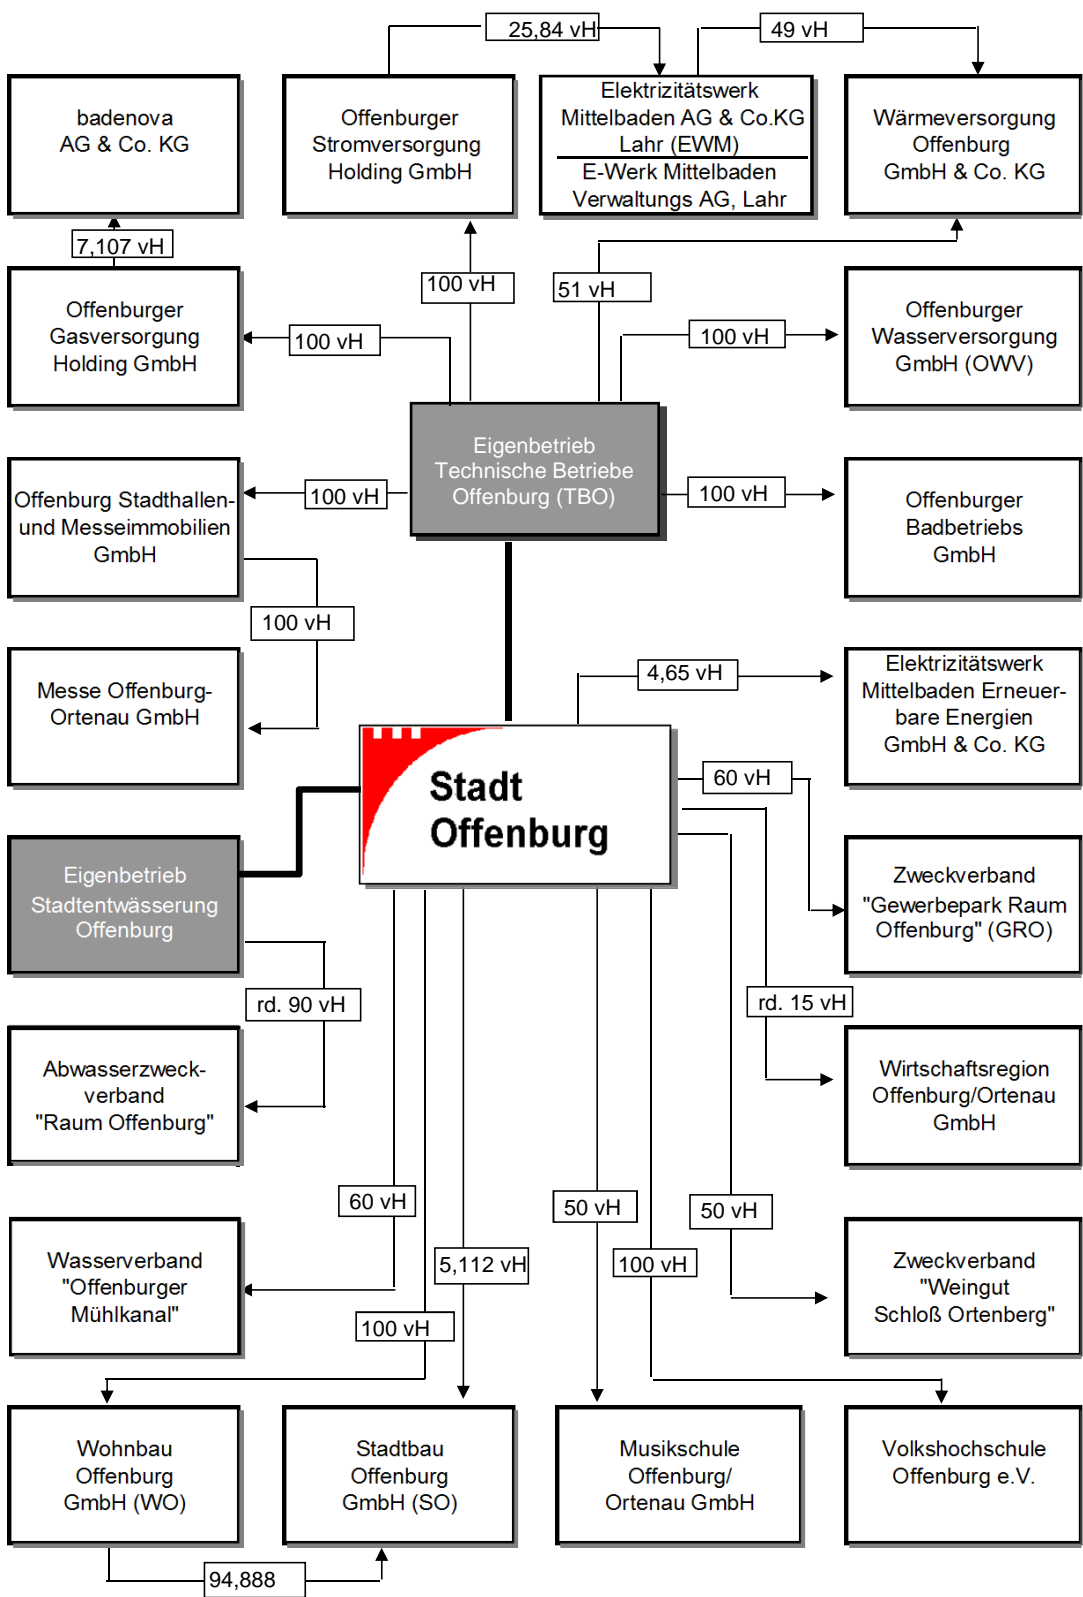 25,84 vH
49 vH
badenova
AG & Co. KG
Offenburger
Stromversorgung
Holding GmbH
Elektrizitätswerk
Mittelbaden AG & Co.KG
Lahr (EWM)
E-Werk Mittelbaden
Verwaltungs AG, Lahr
Wärmeversorgung
Offenburg
GmbH & Co. KG
7,107 vH
100 vH
51 vH
Offenburger
Gasversorgung
Holding GmbH
100 vH
100 vH
Offenburger
Wasserversorgung
GmbH (OWV)
Eigenbetrieb
Technische Betriebe
Offenburg (TBO)
Offenburg Stadthallen-
und Messeimmobilien
GmbH
100 vH
100 vH
Offenburger
Badbetriebs
GmbH
100 vH
Messe Offenburg-
Ortenau GmbH
4,65 vH
Elektrizitätswerk
Mittelbaden Erneuer-
bare Energien
GmbH & Co. KG
Stadt
Offenburg
60 vH
Eigenbetrieb
Stadtentwässerung
Offenburg
Zweckverband
"Gewerbepark Raum
Offenburg" (GRO)
rd. 90 vH
rd. 15 vH
Abwasserzweck-
verband
"Raum Offenburg"
Wirtschaftsregion
Offenburg/Ortenau
GmbH
60 vH
50 vH
50 vH
Wasserverband
"Offenburger
Mühlkanal"
5,112 vH
100 vH
Zweckverband
"Weingut
Schloß Ortenberg"
100 vH
Wohnbau
Offenburg
GmbH (WO)
Stadtbau
Offenburg
GmbH (SO)
Musikschule
Offenburg/
Ortenau GmbH
Volkshochschule
Offenburg e.V.
94,888